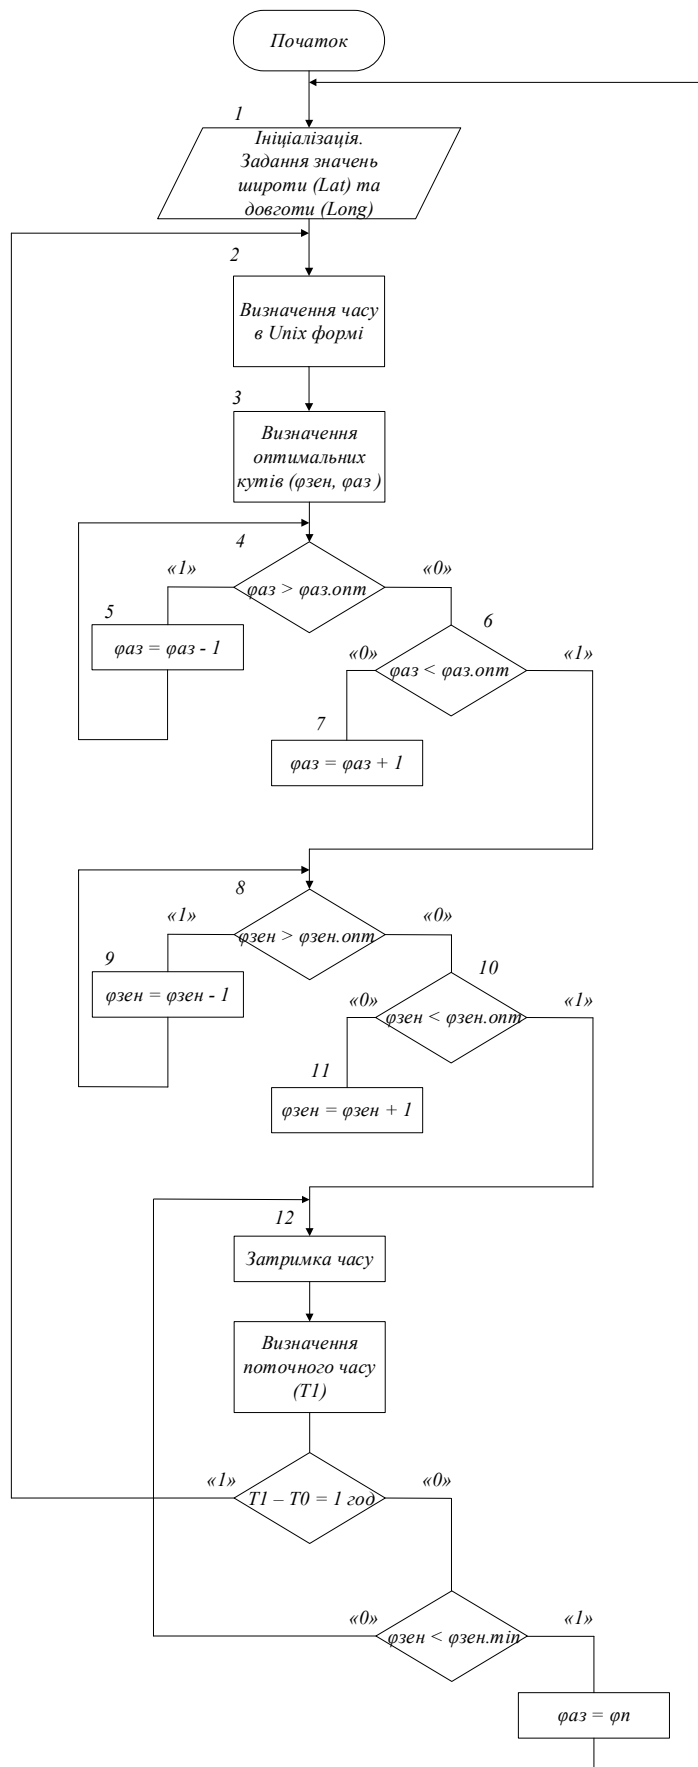 Початок
1
Ініціалізація.
Задання значень
широти (Lat) та
довготи (Long)
2
Визначення часу
в Unix формі
3
Визначення
оптимальних
кутів (φзен, φаз )
4
«1»
«0»
φаз > φаз.опт
5
6
φаз = φаз - 1
«0»
«1»
φаз < φаз.опт
7
φаз = φаз + 1
8
«1»
«0»
φзен > φзен.опт
9
10
φзен = φзен - 1
«0»
«1»
φзен < φзен.опт
11
φзен = φзен + 1
12
Затримка часу
Визначення
поточного часу
(T1)
«1»
«0»
T1 – T0 = 1 год
«0»
«1»
φзен < φзен.min
φаз = φп